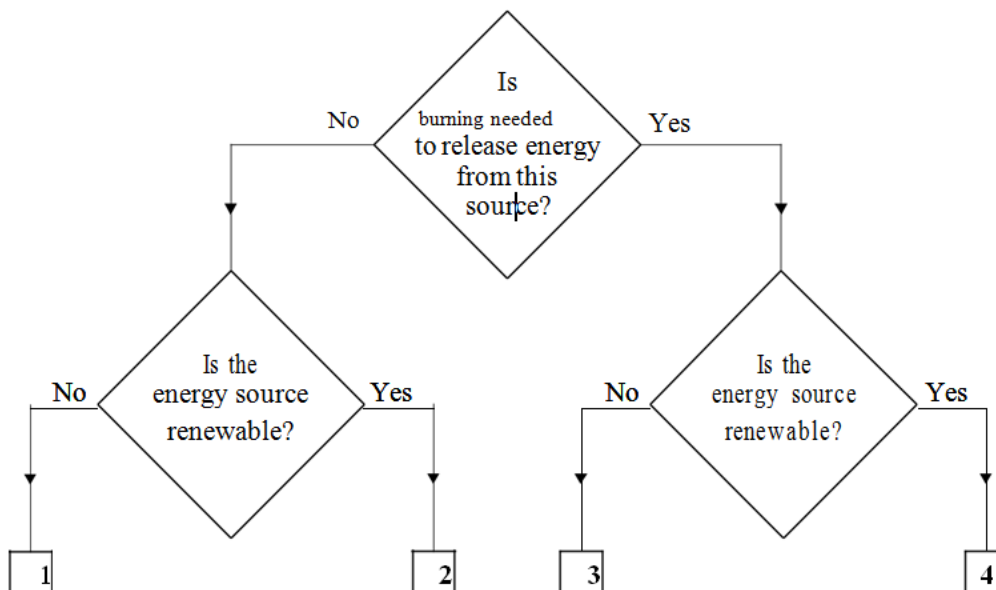 Is
burning needed
to release energy
from this
source?
No
Yes
Is the
energy source
renewable?
No
Yes
Is the
energy source
renewable?
No
Yes
1
2
3
4